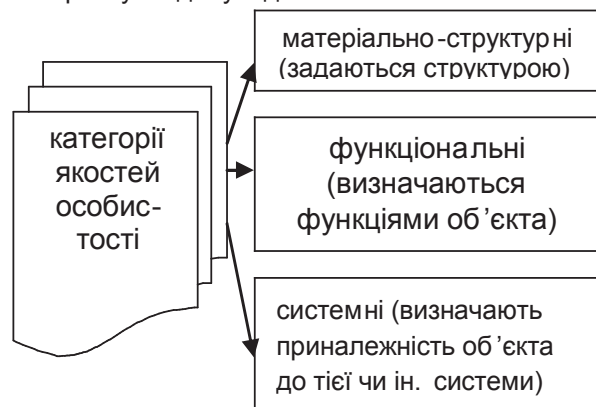 матеріально-структурні
(задаються структурою)
категорії
якостей
особис-
тості
функціональні
(визначаються
функціями об’єкта)
системні (визначають
приналежність об’єкта
до тієї чи ін. системи)